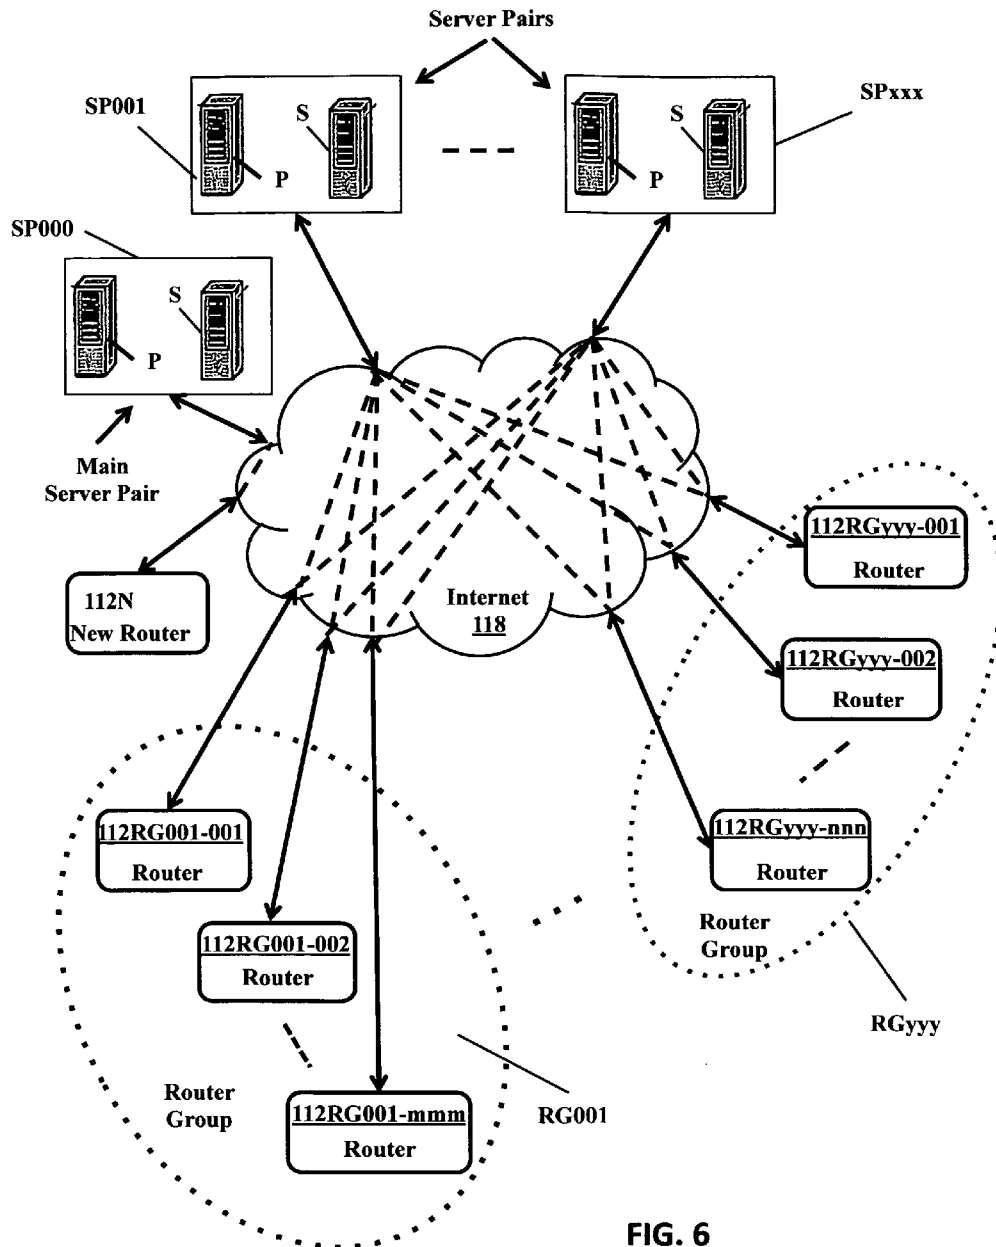 Server Pairs
SP001
S
P
SPxxx
S
P
SP000
S
P
Main
Server Pair
112N
New Router
Internet
118
112RGyyy-001
Router
112RGyyy-002
Router
112RGyyy-nnn
Router
Router
Group
RGyyy
112RG001-001
Router
112RG001-002
Router
112RG001-mmm
Router
Router
Group
RG001
FIG. 6